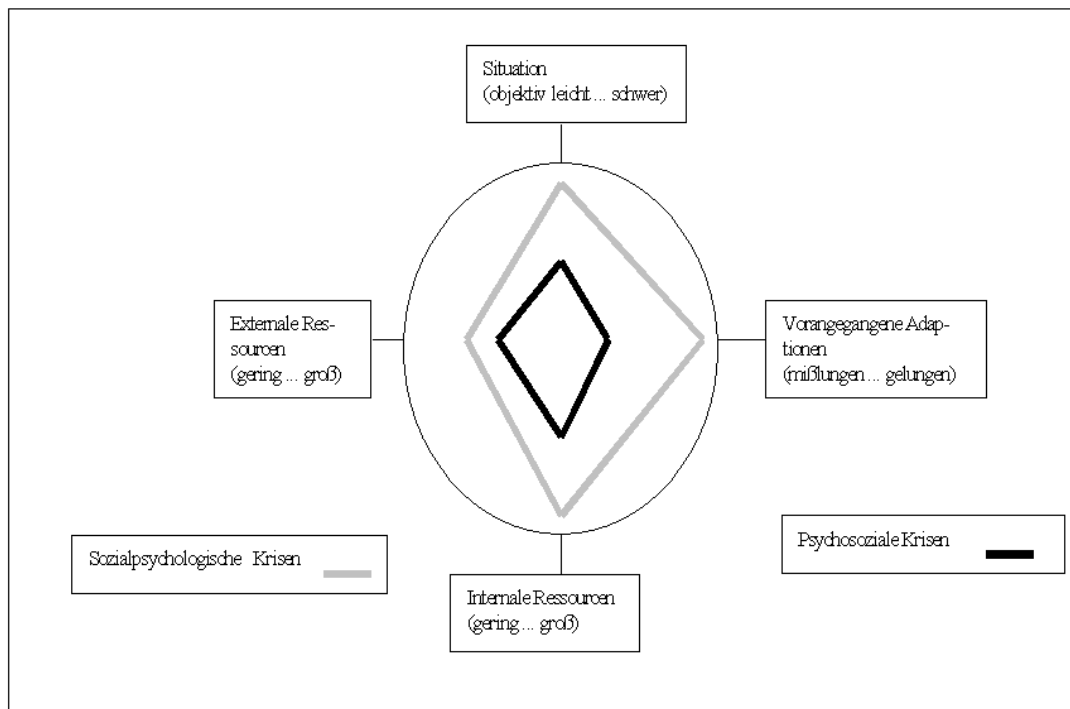 Situation
(objektiv leicht ... schwer)
Externale Res-
sourcen
(gering ... groß)
Vorangegangene Adap-
tionen
(mißlungen ... gelungen)
Sozialpsychologische Krisen
Psychosoziale Krisen
Internale Ressourcen
(gering ... groß)